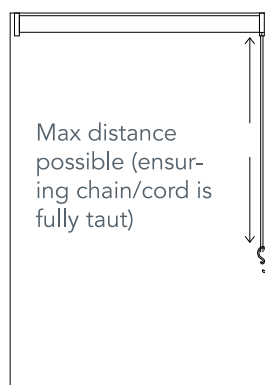 Max distance
possible (ensur-
ing chain/cord is
fully taut)